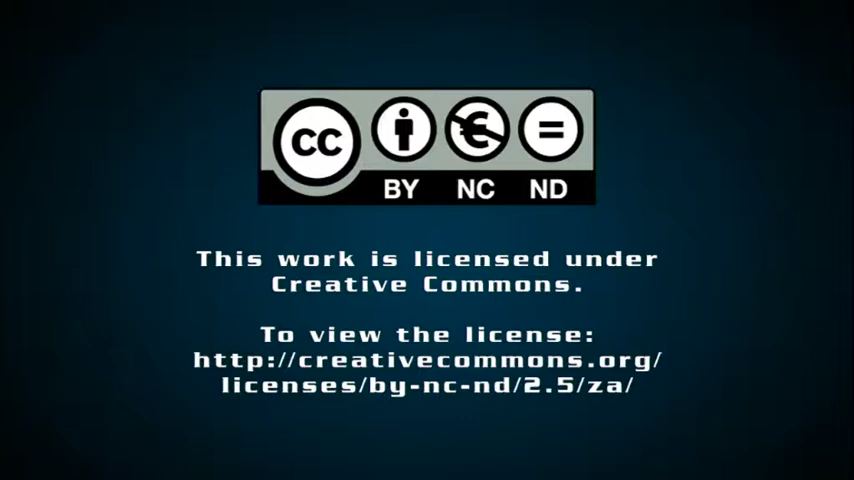 CC
BY NC ND
This work is licensed under
Creative Commons.
To view the license:
http://creativecommons.org/
licenses/by-nc-nd/2.5/za/